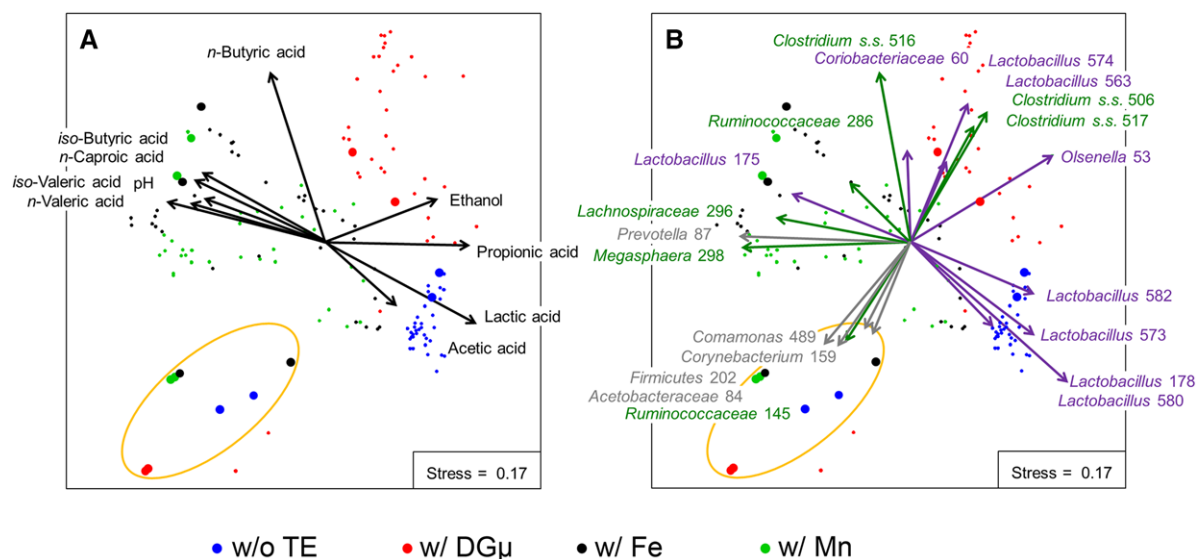 A
n-Butyric acid
iso-Butyric acid
n-Caproic acid
iso-Valeric acid pH
n-Valeric acid
Ethanol
Propionic acid
Lactic acid
Acetic acid
Stress = 0.17
B
Clostridium s.s. 516
Coriobacteriaceae 60
Lactobacillus 574
Lactobacillus 563
Clostridium s.s. 506
Clostridium s.s. 517
Ruminococcaceae 286
Lactobacillus 175
Olsenella 53
Lachnospiraceae 296
Prevotella 87
Megasphaera 298
Lactobacillus 582
Lactobacillus 573
Comamonas 489
Corynebacterium 159
Firmicutes 202
Acetobacteraceae 84
Ruminococcaceae 145
Lactobacillus 178
Lactobacillus 580
Stress = 0.17
w/o TE
w/ DGμ
w/ Fe
w/ Mn